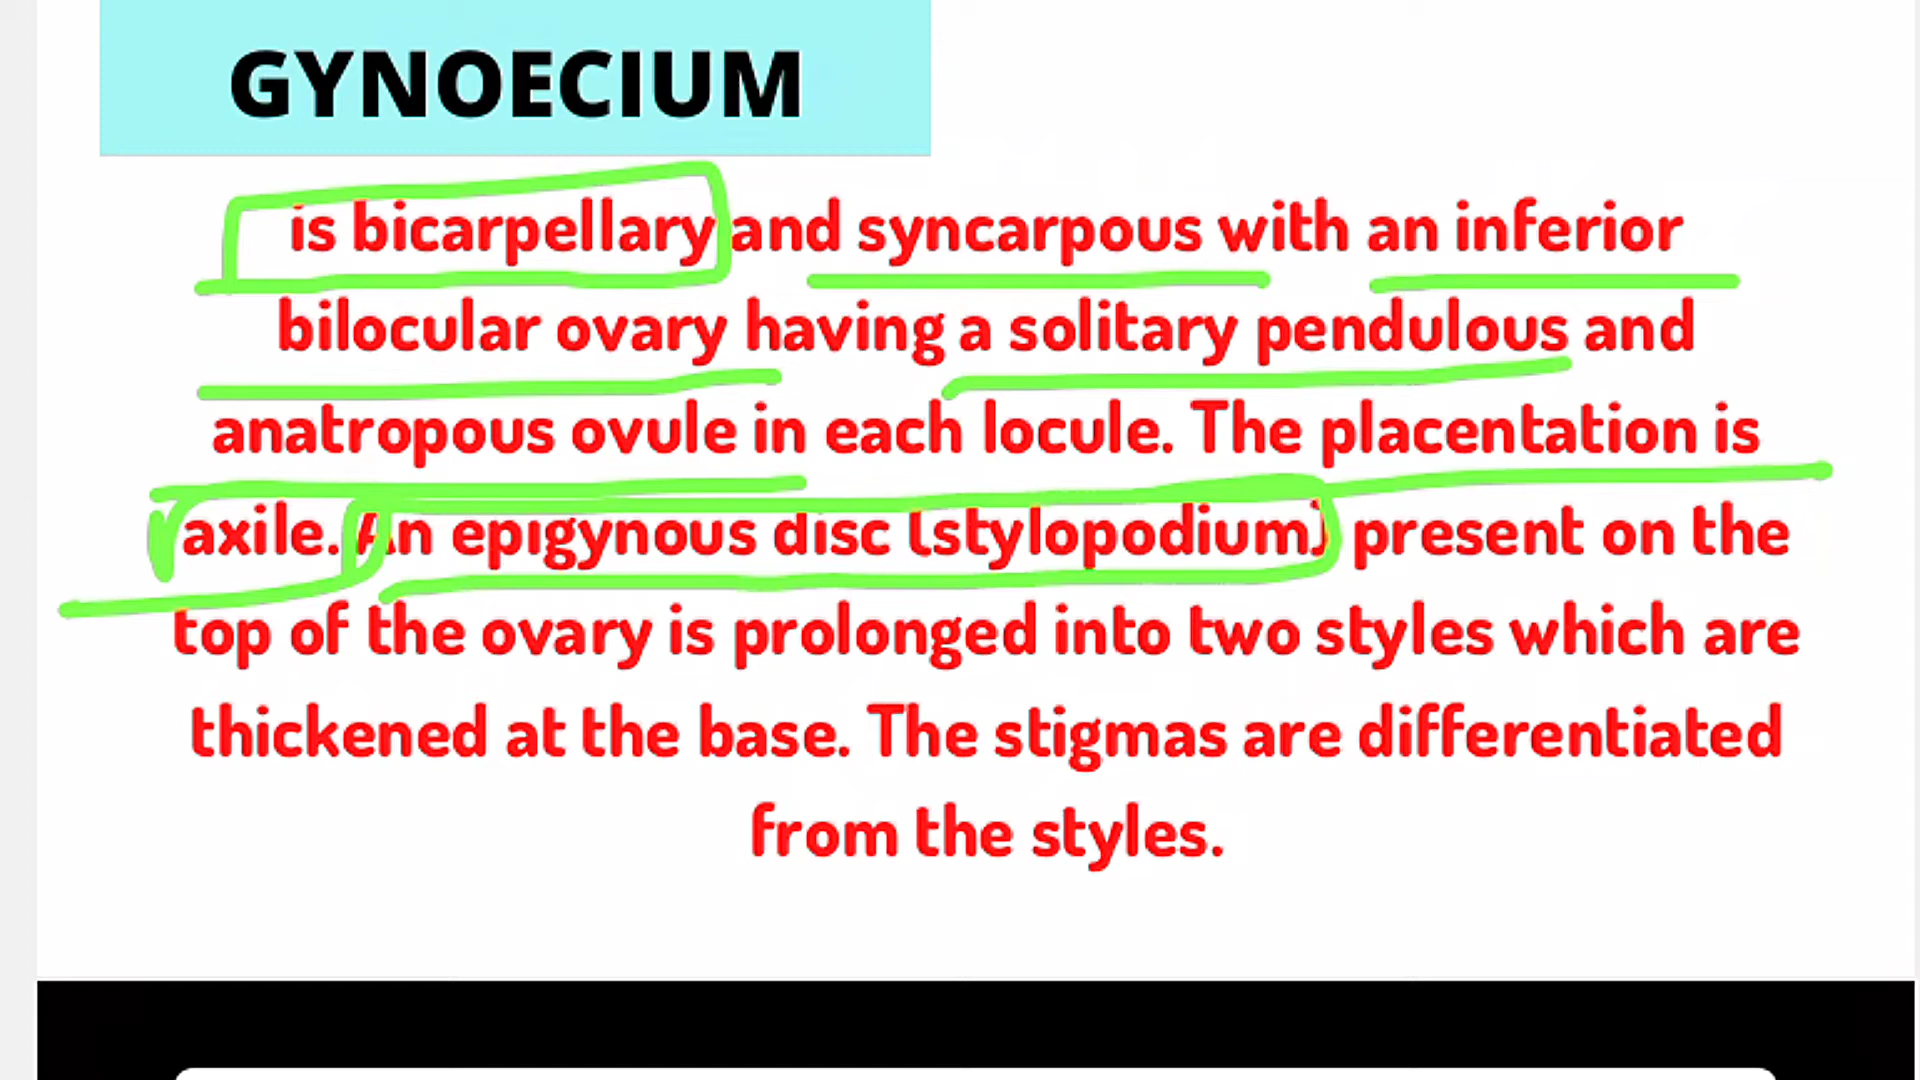 GYNOECIUM
is bicarpellary and syncarpous with an inferior
bilocular ovary having a solitary pendulous and
anatropous ovule in each locule. The placentation is
axile. An epigynous disc (stylopodium) present on the
top of the ovary is prolonged into two styles which are
thickened at the base. The stigmas are differentiated
from the styles.